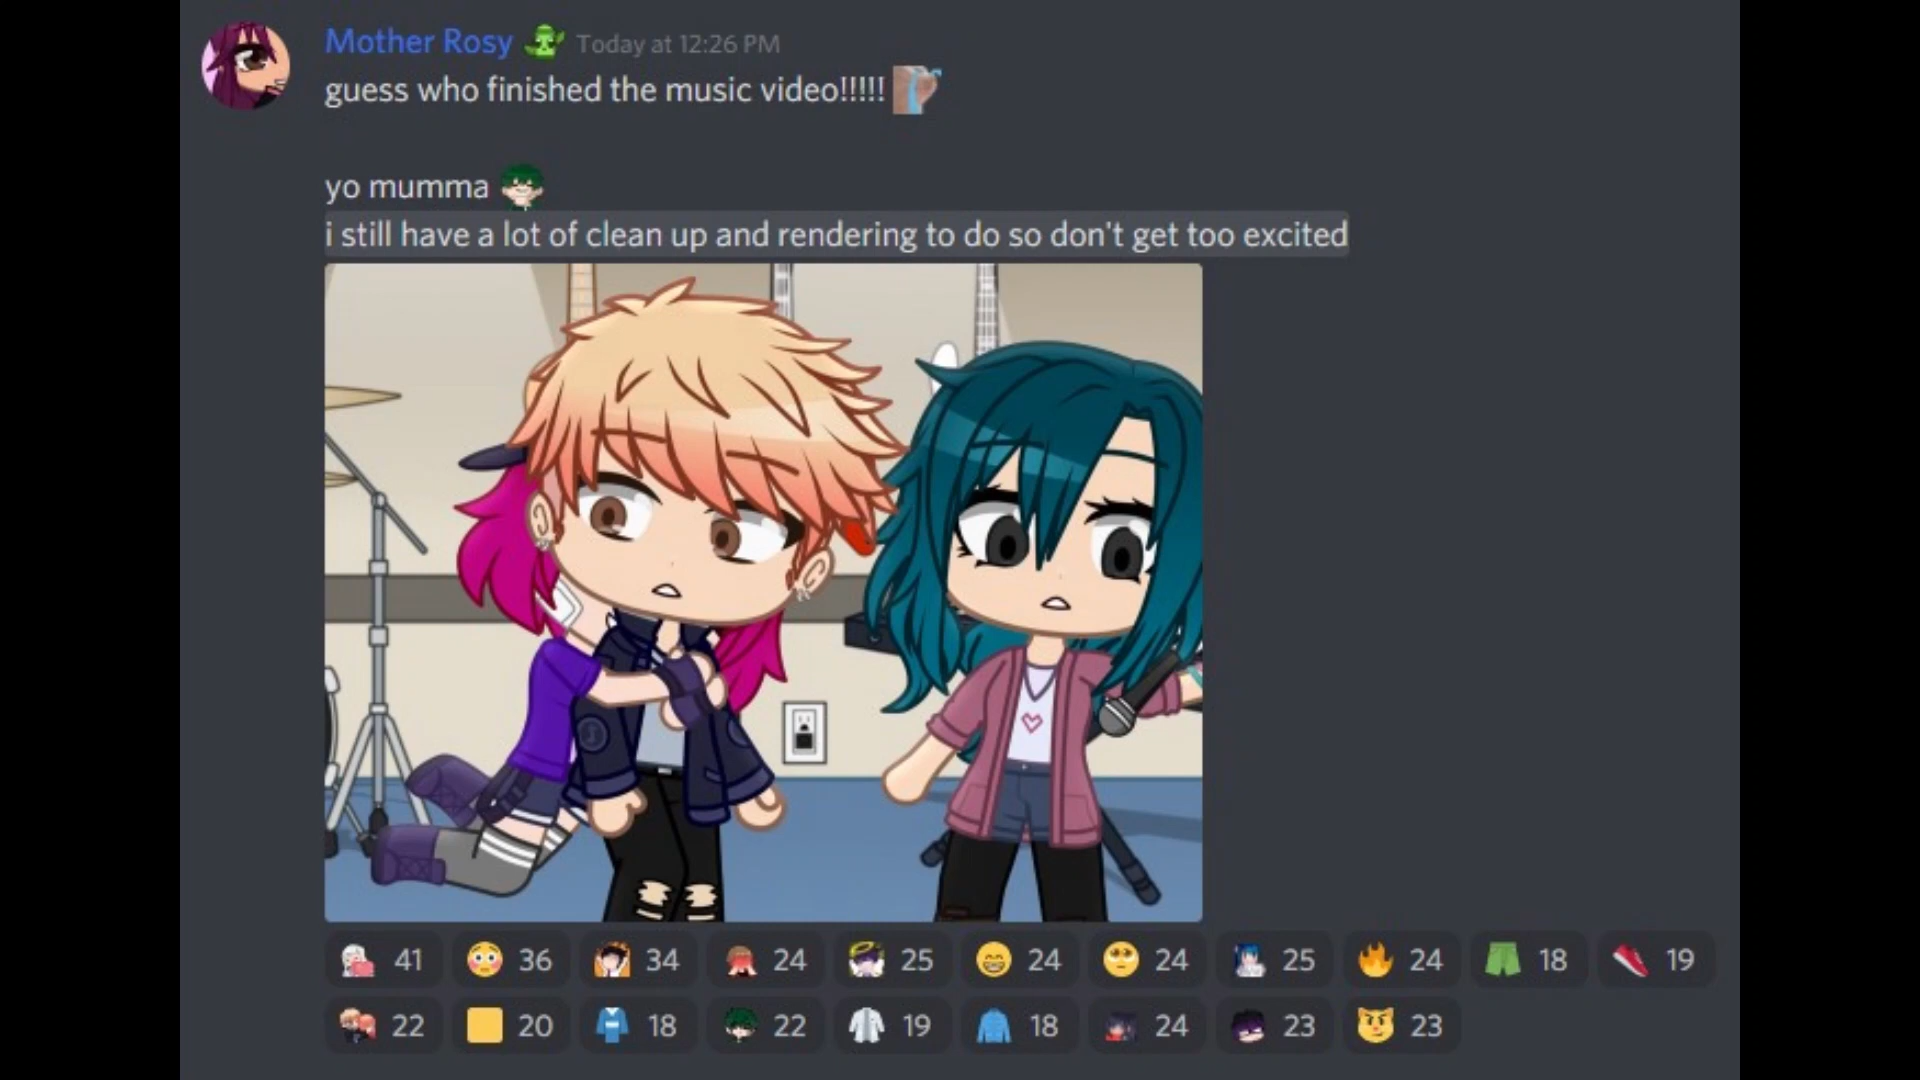 Mother Rosy Today at 12:26 PM
guess who finished the music video!!!!!
yo mumma
i still have a lot of clean up and rendering to do so don't get too excited
41 36 34 24 25 24 24 25 24 18 19
22 20 18 22 19 18 24 23 23